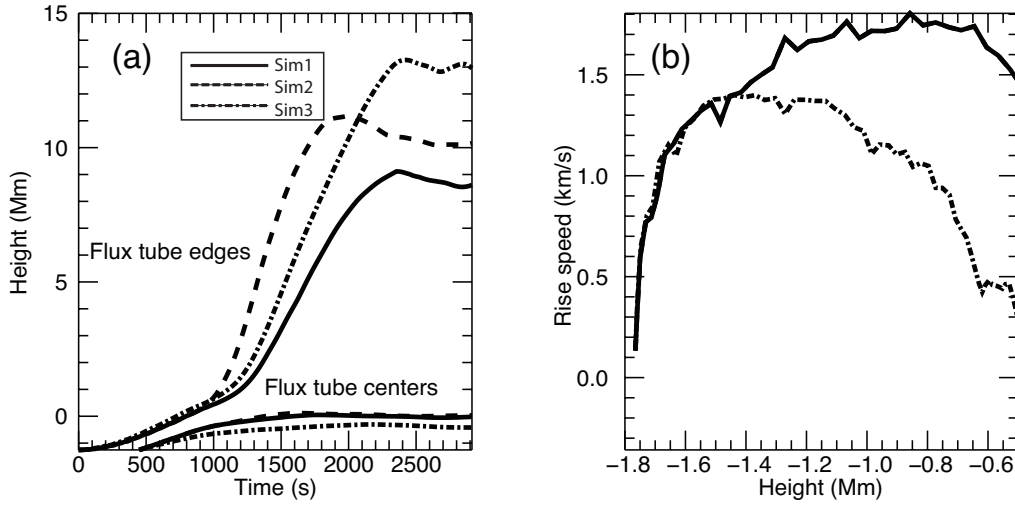 (a)
Sim1
Sim2
Sim3
Flux tube edges
Flux tube centers
15
10
5
0
Height (Mm)
0 500 1000 1500 2000 2500
Time (s)
(b)
1.5
1.0
0.5
0.0
Rise speed (km/s)
−1.8 −1.6 −1.4 −1.2 −1.0 −0.8 −0.6
Height (Mm)